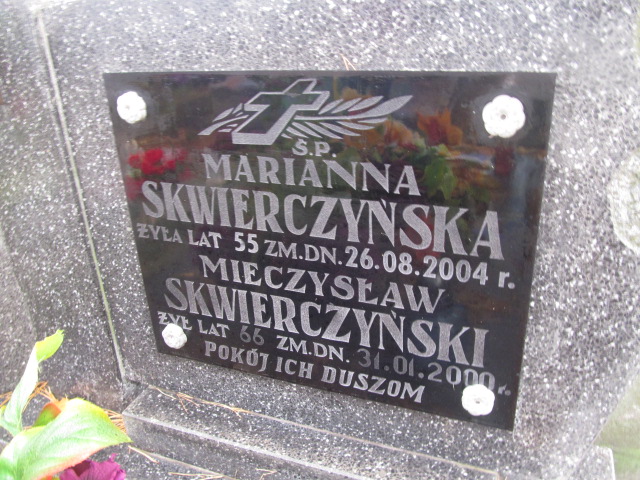 Ś.P.
MARIANNA
SKWIERCZYŃSKA
ŻYŁA LAT 55 ZM.DN. 26.08.2004 r.
MIECZYSŁAW
SKWIERCZYŃSKI
ŻYŁ LAT 66 ZM.DN. 31.01.2000 r.
POKÓJ ICH DUSZOM